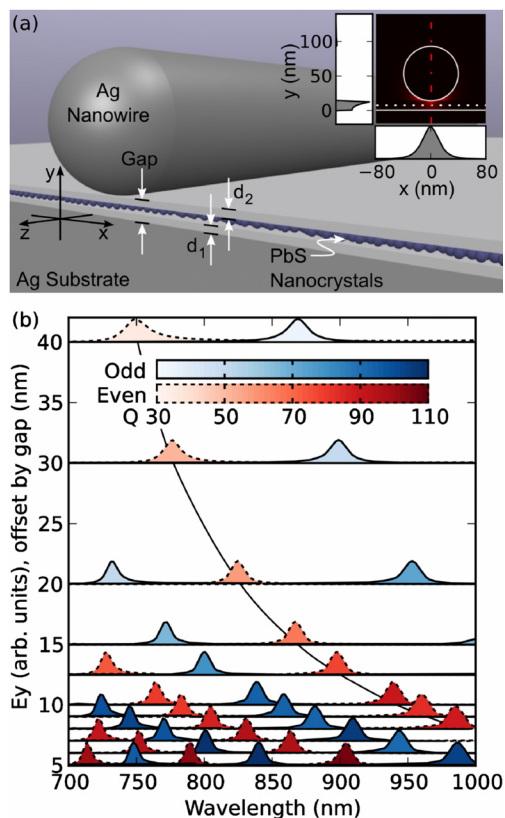 (a)
Ag
Nanowire
Gap
y
z
x
d2
d1
PbS
Nanocrystals
Ag Substrate
y (nm)
140
100
50
0
−80
0
80
x (nm)
(b)
Ey (arb. units), offset by gap (nm)
40
35
30
25
20
15
10
5
Odd
Even
Q 30 50 70 90 110
700 750 800 850 900 950 1000
Wavelength (nm)